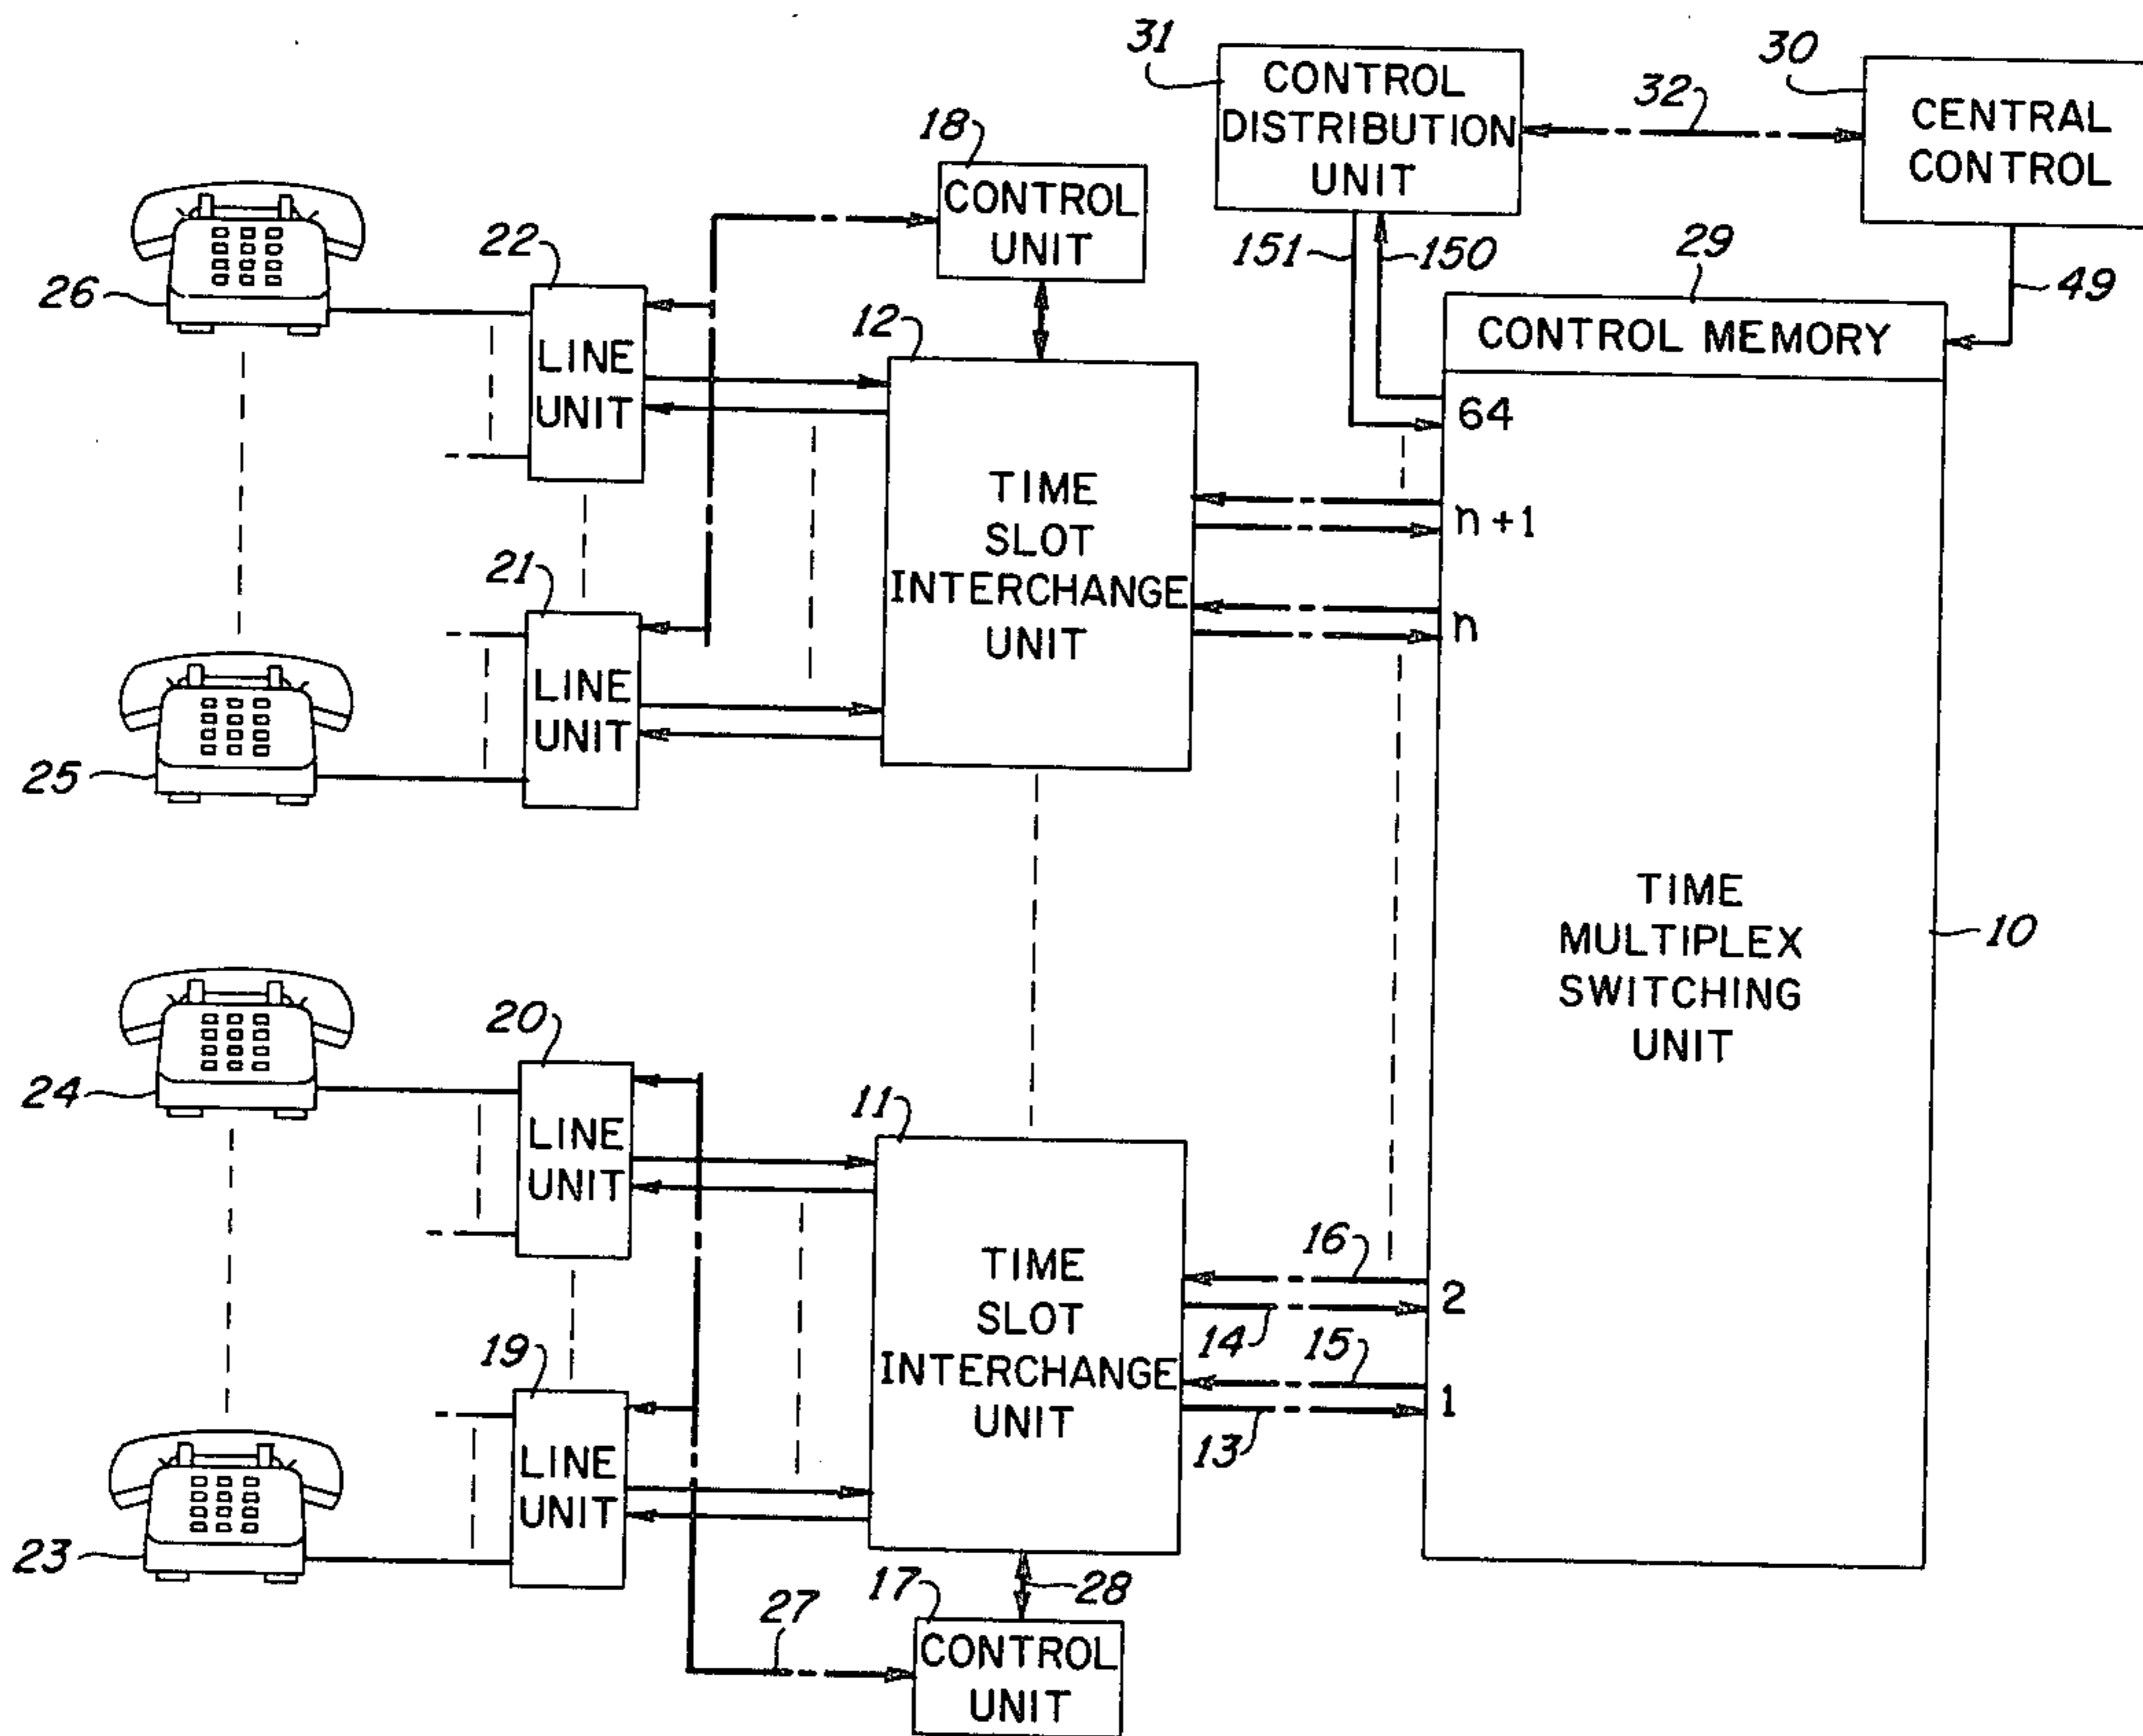 31
CONTROL
DISTRIBUTION
UNIT
32
30
CENTRAL
CONTROL
18
CONTROL
UNIT
151
150
29
49
CONTROL MEMORY
26
22
LINE
UNIT
12
TIME
SLOT
INTERCHANGE
UNIT
64
n+1
n
25
21
LINE
UNIT
TIME
MULTIPLEX
SWITCHING
UNIT
10
24
20
LINE
UNIT
11
TIME
SLOT
INTERCHANGE
UNIT
16
2
14
15
1
13
23
19
LINE
UNIT
28
27
17
CONTROL
UNIT